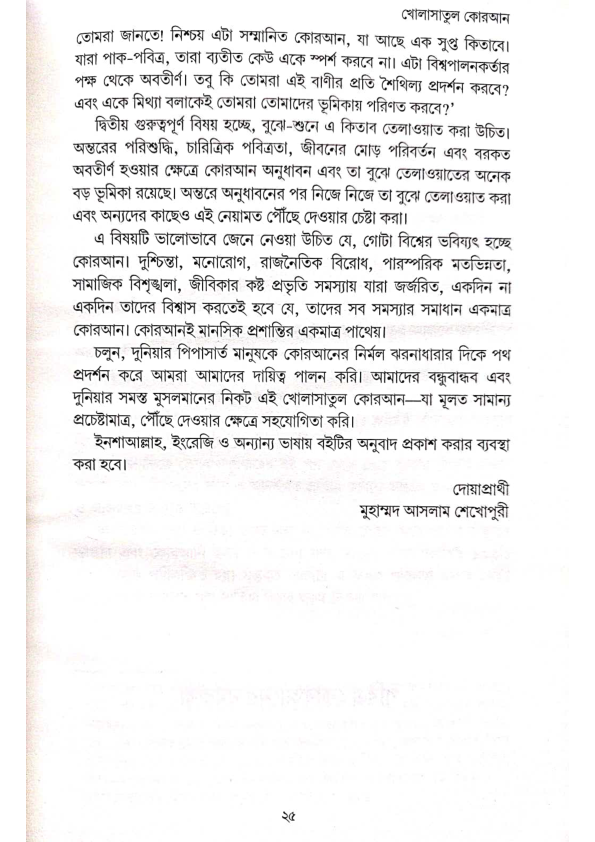 খোলাসাতুল কোরআন
তোমরা জানতে! নিশ্চয় এটা সম্মানিত কোরআন, যা আছে এক সুপ্ত কিতাবে।
যারা পাক-পবিত্র, তারা ব্যতীত কেউ একে স্পর্শ করবে না। এটা বিশ্বপালনকর্তার
পক্ষ থেকে অবতীর্ণ। তবু কি তোমরা এই বাণীর প্রতি শৈথিল্য প্রদর্শন করবে?
এবং একে মিথ্যা বলাকেই তোমরা তোমাদের ভূমিকায় পরিণত করবে?’
দ্বিতীয় গুরুত্বপূর্ণ বিষয় হচ্ছে, বুঝে-শুনে এ কিতাব তেলাওয়াত করা উচিত।
অন্তরের পরিশুদ্ধি, চারিত্রিক পবিত্রতা, জীবনের মোড় পরিবর্তন এবং বরকত
অবতীর্ণ হওয়ার ক্ষেত্রে কোরআন অনুধাবন এবং তা বুঝে তেলাওয়াতের অনেক
বড় ভূমিকা রয়েছে। অন্তরে অনুধাবনের পর নিজে নিজে তা বুঝে তেলাওয়াত করা
এবং অন্যদের কাছেও এই নেয়ামত পৌঁছে দেওয়ার চেষ্টা করা।
এ বিষয়টি ভালোভাবে জেনে নেওয়া উচিত যে, গোটা বিশ্বের ভবিষ্যৎ হচ্ছে
কোরআন। দুশ্চিন্তা, মনোরোগ, রাজনৈতিক বিরোধ, পারস্পরিক মতভিন্নতা,
সামাজিক বিশৃঙ্খলা, জীবিকার কষ্ট প্রভৃতি সমস্যায় যারা জর্জরিত, একদিন না
একদিন তাদের বিশ্বাস করতেই হবে যে, তাদের সব সমস্যার সমাধান একমাত্র
কোরআন। কোরআনই মানসিক প্রশান্তির একমাত্র পাথেয়।
চলুন, দুনিয়ার পিপাসার্ত মানুষকে কোরআনের নির্মল ঝরনাধারার দিকে পথ
প্রদর্শন করে আমরা আমাদের দায়িত্ব পালন করি। আমাদের বন্ধুবান্ধব এবং
দুনিয়ার সমস্ত মুসলমানের নিকট এই খোলাসাতুল কোরআন—যা মূলত সামান্য
প্রচেষ্টামাত্র, পৌঁছে দেওয়ার ক্ষেত্রে সহযোগিতা করি।
ইনশাআল্লাহ, ইংরেজি ও অন্যান্য ভাষায় বইটির অনুবাদ প্রকাশ করার ব্যবস্থা
করা হবে।
দোয়াপ্রার্থী
মুহাম্মদ আসলাম শেখোপুরী
২৫